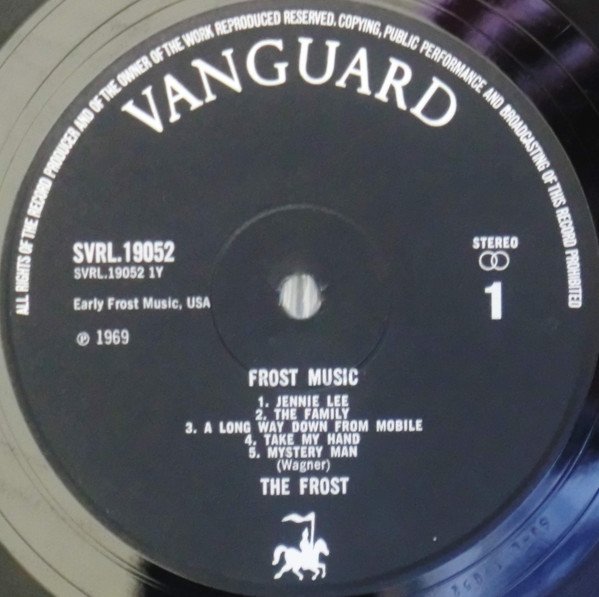 ALL RIGHTS OF THE RECORD PRODUCER AND OF THE OWNER OF THE WORK REPRODUCED RESERVED. COPYING, PUBLIC PERFORMANCE AND BROADCASTING OF THIS RECORD PROHIBITED
VANGUARD
SVRL.19052
SVRL.19052 1Y
STEREO
1
Early Frost Music, USA
℗ 1969
FROST MUSIC
1. JENNIE LEE
2. THE FAMILY
3. A LONG WAY DOWN FROM MOBILE
4. TAKE MY HAND
5. MYSTERY MAN
(Wagner)
THE FROST